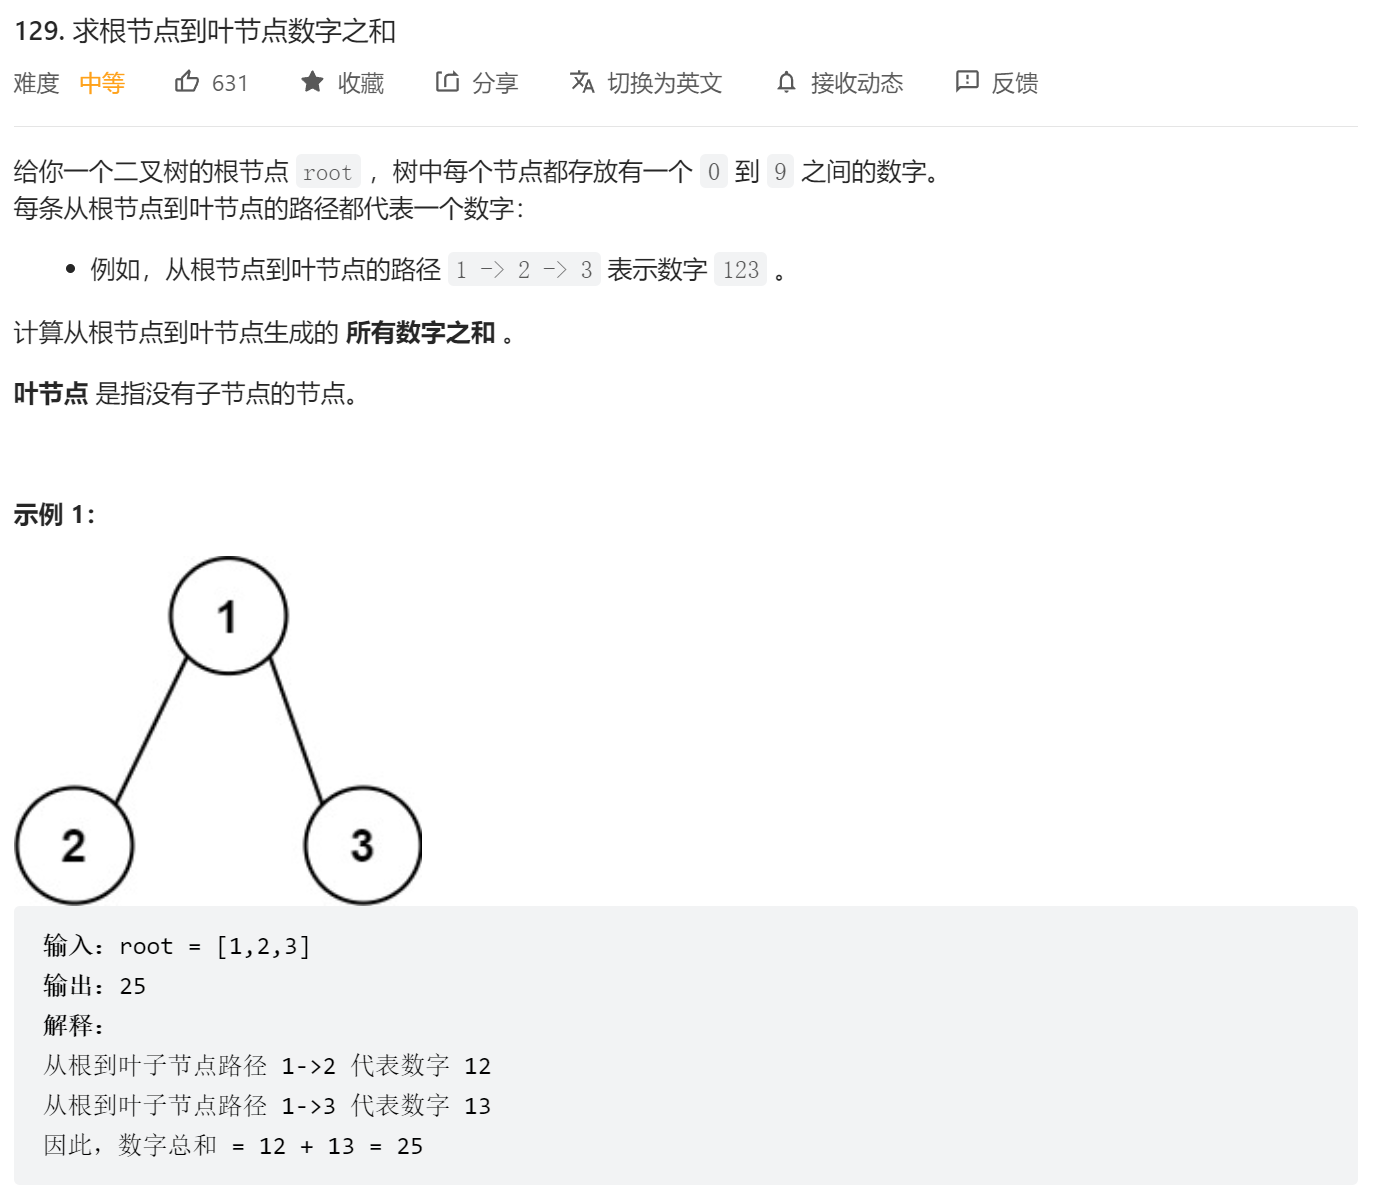 129. 求根节点到叶节点数字之和
难度 中等 631 收藏 分享 切换为英文 接收动态 反馈
给你一个二叉树的根节点 root ，树中每个节点都存放有一个 0 到 9 之间的数字。
每条从根节点到叶节点的路径都代表一个数字：
• 例如，从根节点到叶节点的路径 1 -> 2 -> 3 表示数字 123 。
计算从根节点到叶节点生成的 所有数字之和 。
叶节点 是指没有子节点的节点。
示例 1：
1
2 3
输入：root = [1,2,3]
输出：25
解释：
从根到叶子节点路径 1->2 代表数字 12
从根到叶子节点路径 1->3 代表数字 13
因此，数字总和 = 12 + 13 = 25